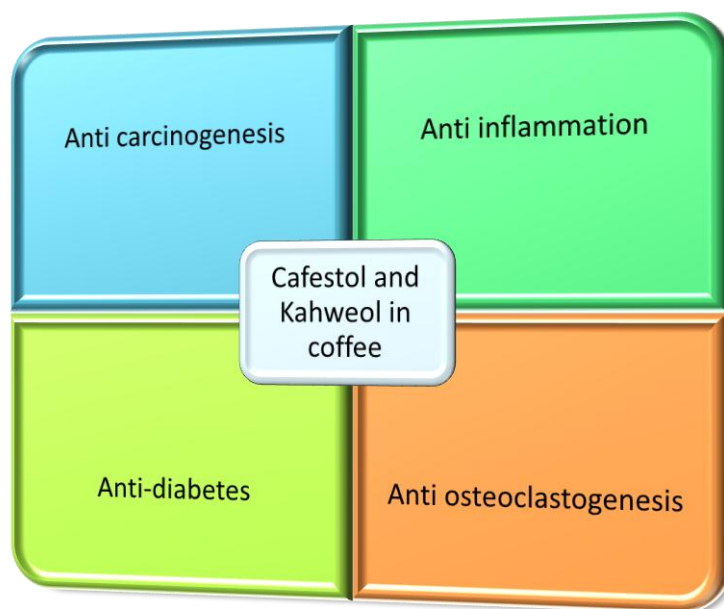 Anti carcinogenesis
Anti inflammation
Cafestol and
Kahweol in
coffee
Anti-diabetes
Anti osteoclastogenesis